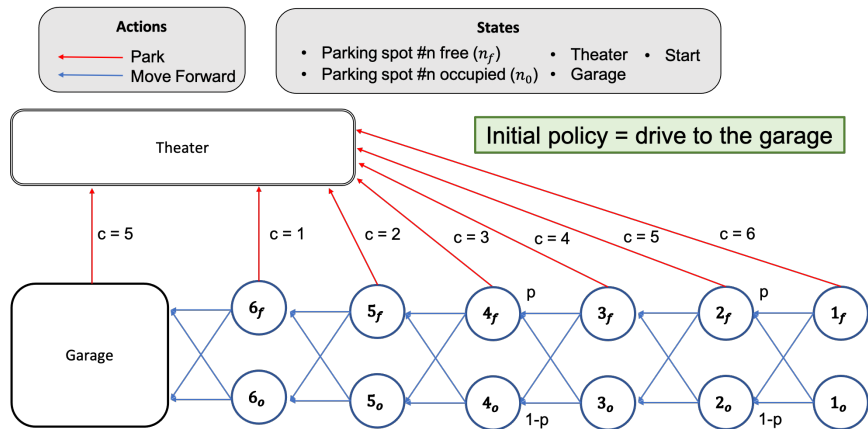 Actions
Park
Move Forward
States
• Parking spot #n free (n_f)
• Parking spot #n occupied (n_0)
• Theater
• Garage
• Start
Theater
Initial policy = drive to the garage
c = 5
c = 1
c = 2
c = 3
c = 4
c = 5
c = 6
p
p
6_f
5_f
4_f
3_f
2_f
1_f
Garage
6_o
5_o
4_o
3_o
2_o
1_o
1-p
1-p